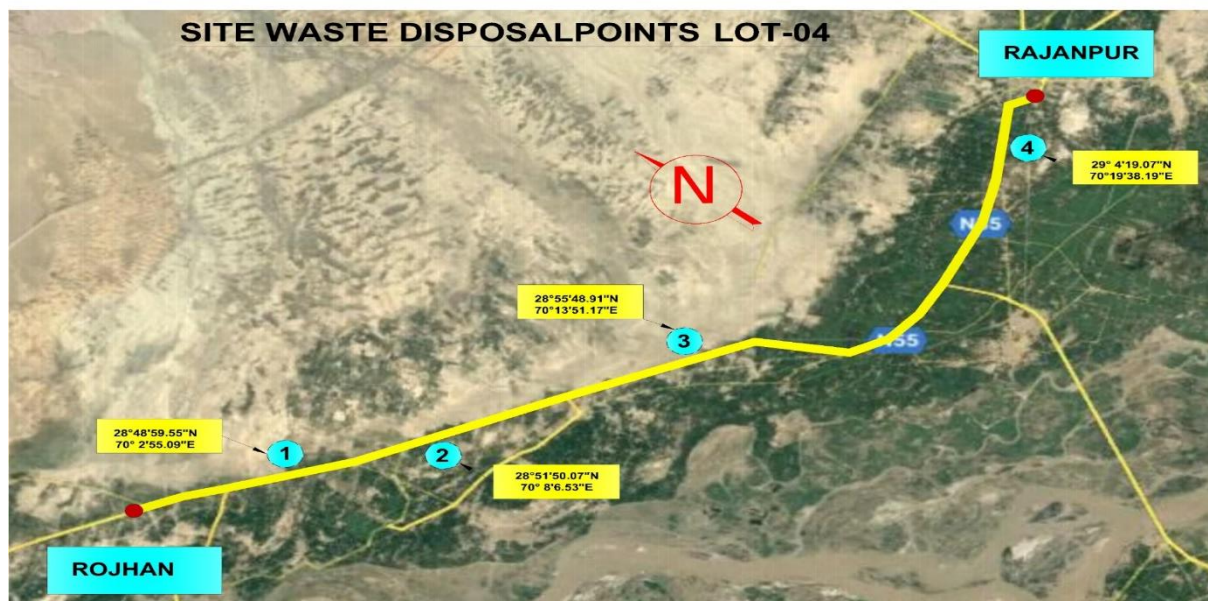 SITE WASTE DISPOSALPOINTS LOT-04
RAJANPUR
4
29° 4'19.07"N
70°19'38.19"E
N
N55
28°55'48.91"N
70°13'51.17"E
3
N55
28°48'59.55"N
70° 2'55.09"E
1
2
28°51'50.07"N
70° 8'6.53"E
ROJHAN